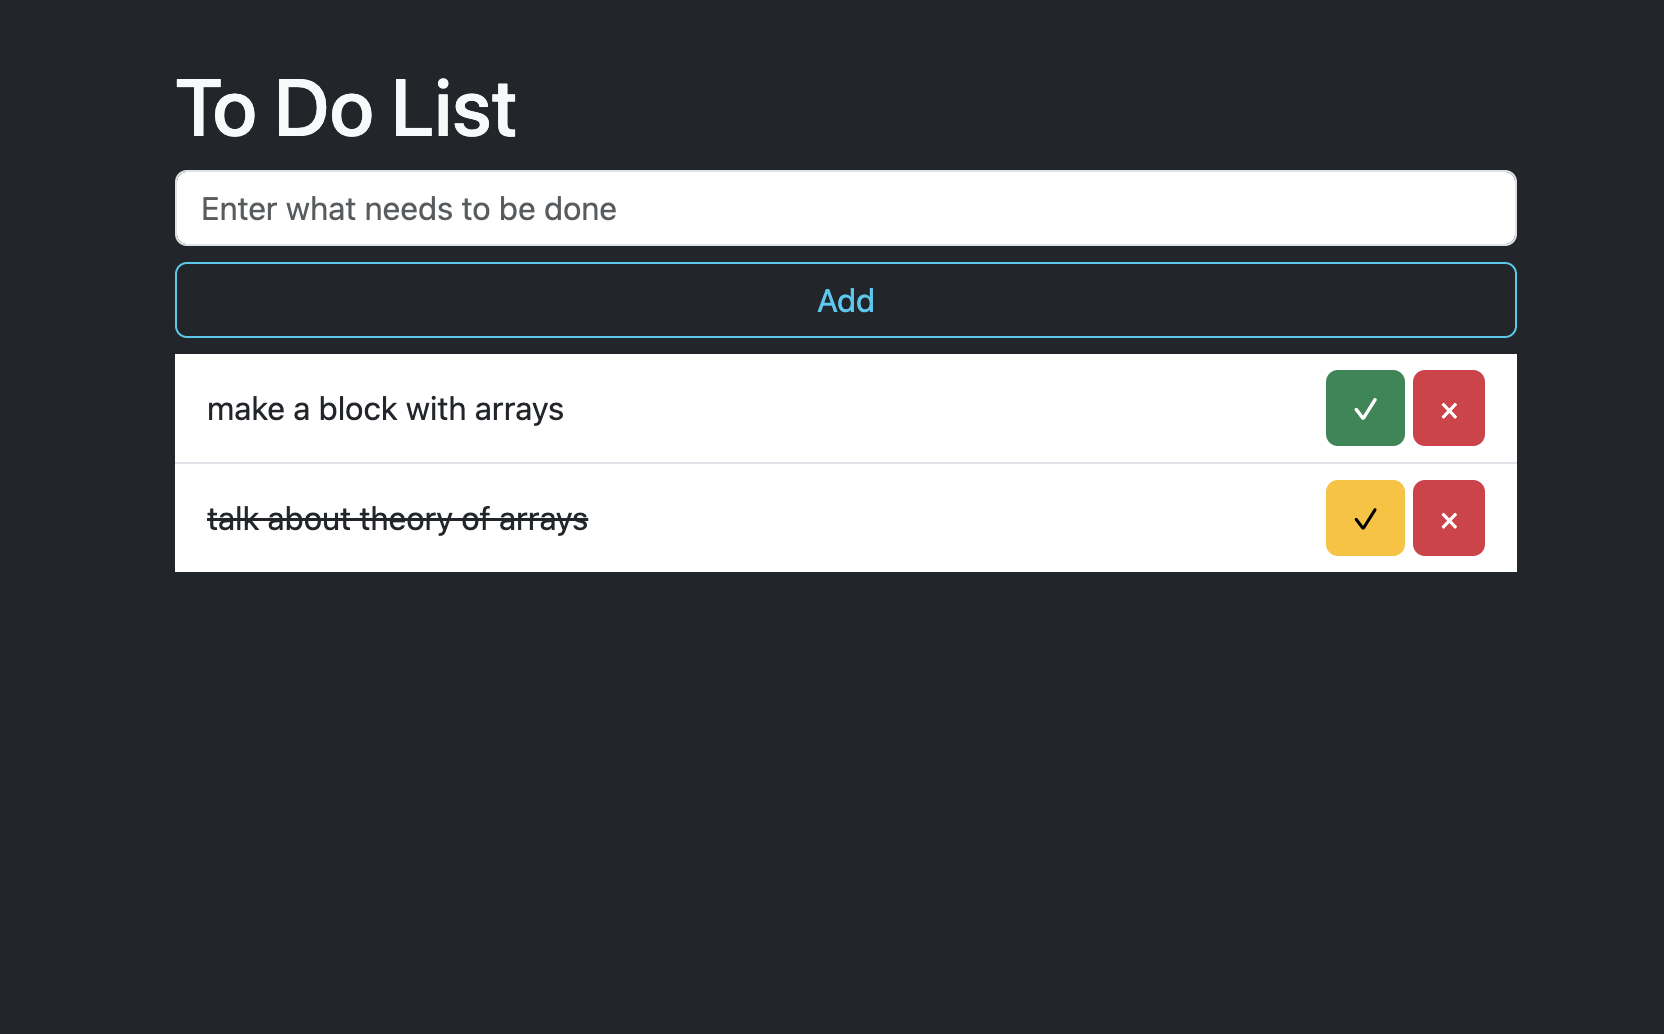 To Do List
Enter what needs to be done
Add
make a block with arrays
talk about theory of arrays